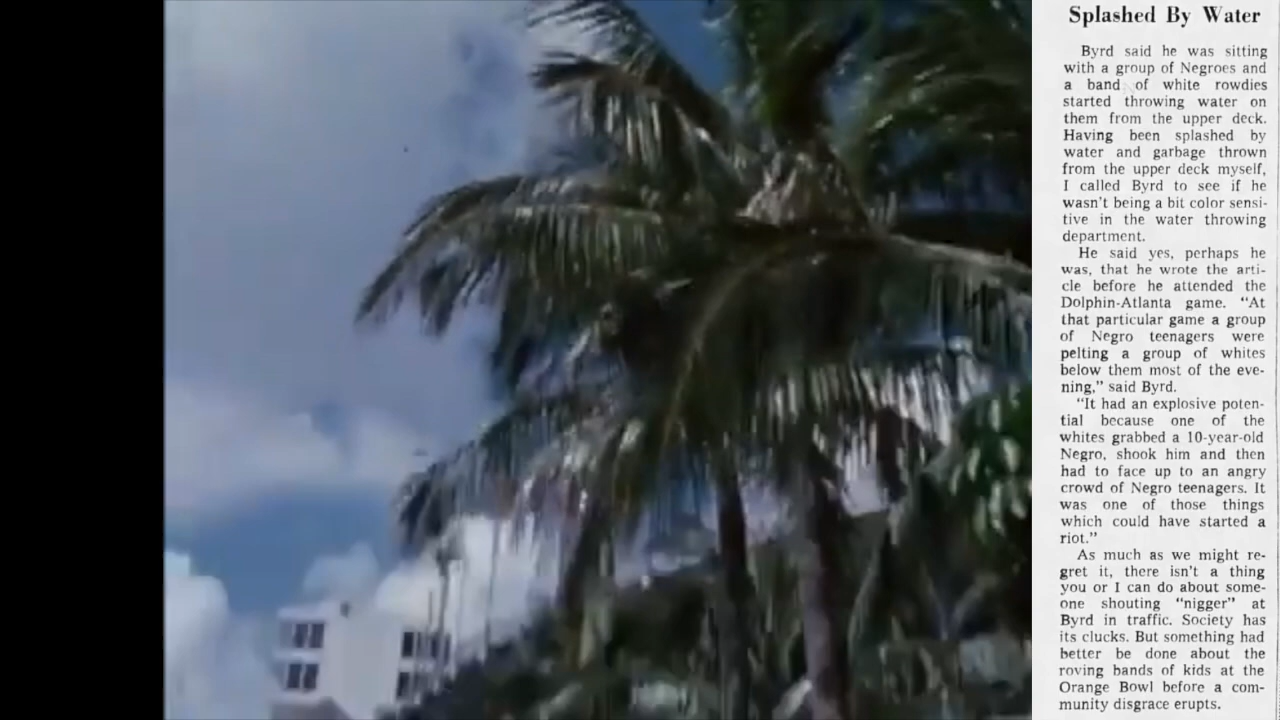 Splashed By Water
Byrd said he was sitting
with a group of Negroes and
a band of white rowdies
started throwing water on
them from the upper deck.
Having been splashed by
water and garbage thrown
from the upper deck myself,
I called Byrd to see if he
wasn't being a bit color sensi-
tive in the water throwing
department.
He said yes, perhaps he
was, that he wrote the arti-
cle before he attended the
Dolphin-Atlanta game. "At
that particular game a group
of Negro teenagers were
pelting a group of whites
below them most of the eve-
ning," said Byrd.
"It had an explosive poten-
tial because one of the
whites grabbed a 10-year-old
Negro, shook him and then
had to face up to an angry
crowd of Negro teenagers. It
was one of those things
which could have started a
riot."
As much as we might re-
gret it, there isn't a thing
you or I can do about some-
one shouting "nigger" at
Byrd in traffic. Society has
its clucks. But something had
better be done about the
roving bands of kids at the
Orange Bowl before a com-
munity disgrace erupts.